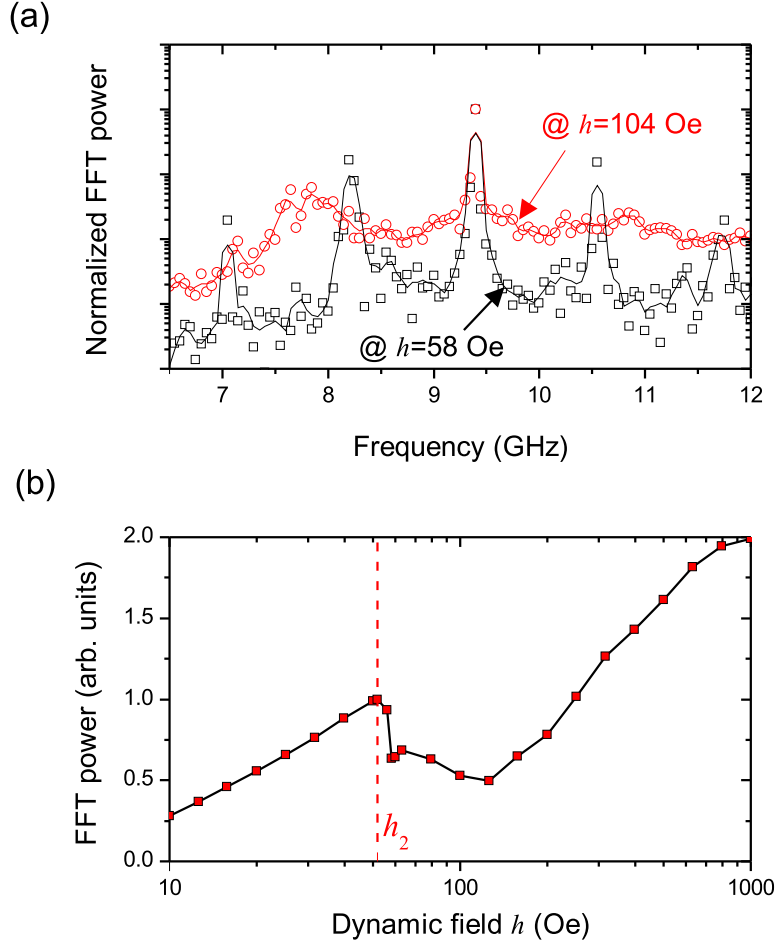 (a)
Normalized FFT power
@ h=104 Oe
@ h=58 Oe
7 8 9 10 11 12
Frequency (GHz)
(b)
FFT power (arb. units)
2.0
1.5
1.0
0.5
0.0
h2
10 100 1000
Dynamic field h (Oe)